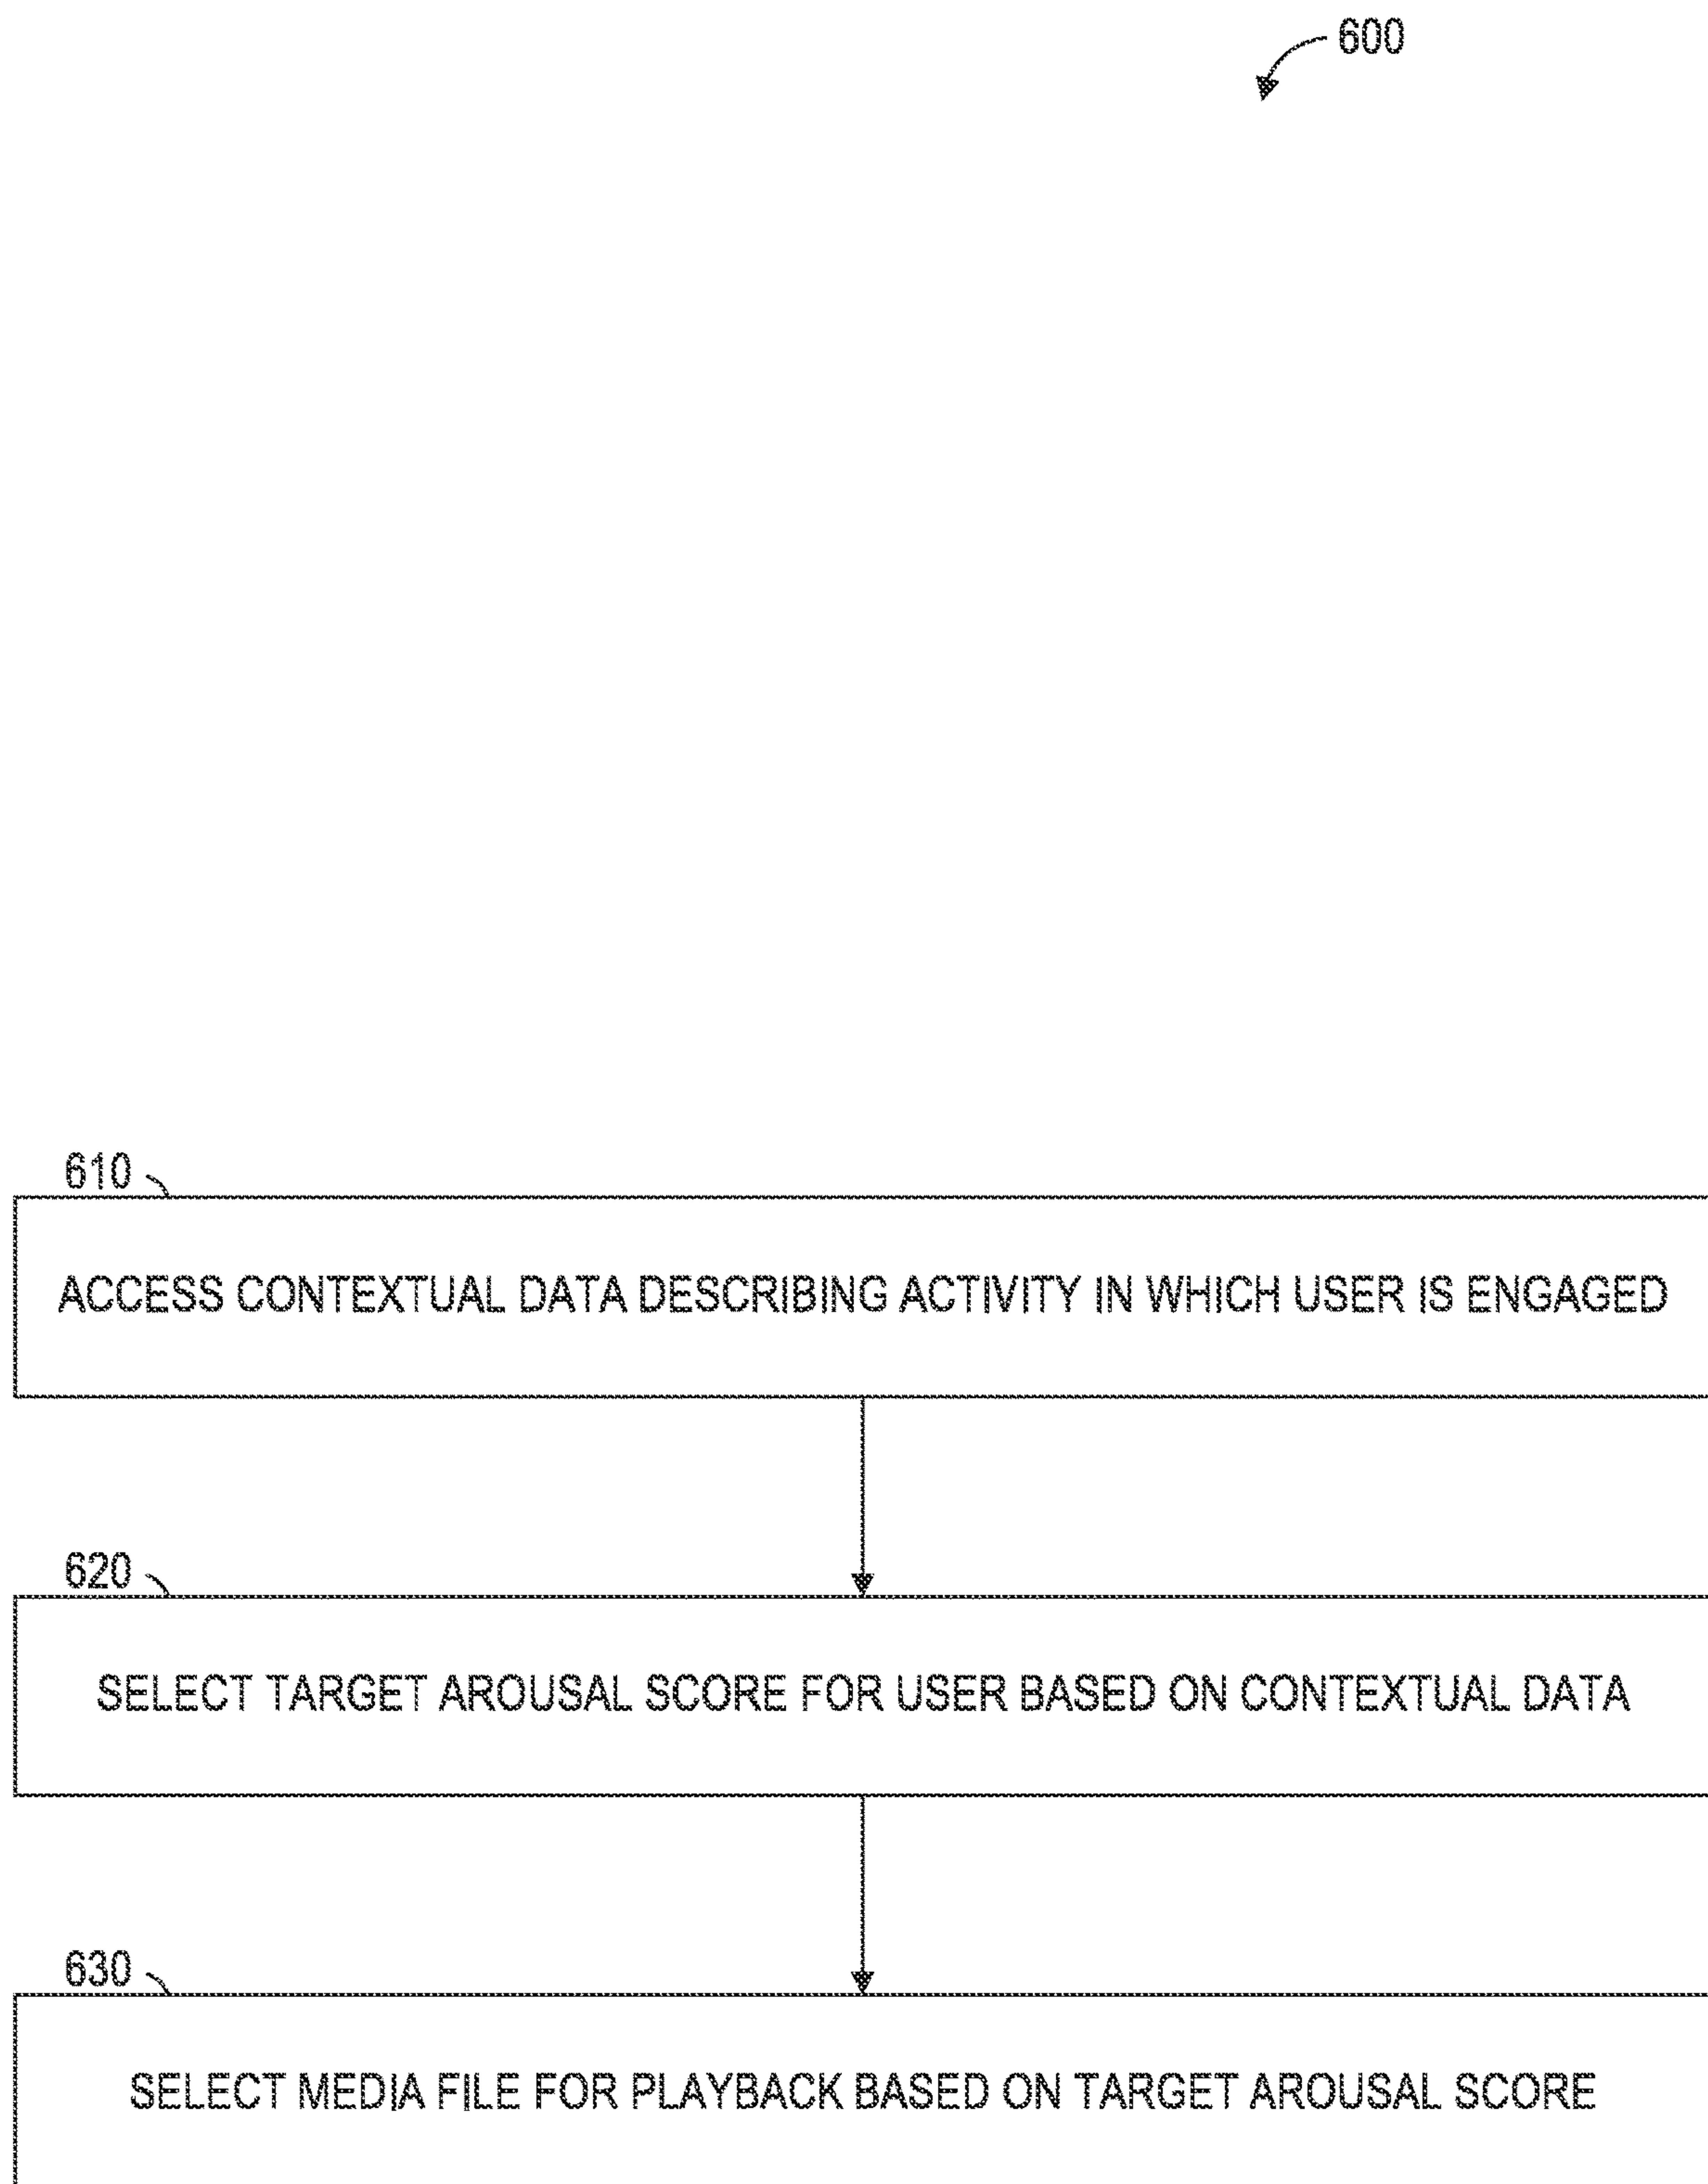 600
610
ACCESS CONTEXTUAL DATA DESCRIBING ACTIVITY IN WHICH USER IS ENGAGED
620
SELECT TARGET AROUSAL SCORE FOR USER BASED ON CONTEXTUAL DATA
630
SELECT MEDIA FILE FOR PLAYBACK BASED ON TARGET AROUSAL SCORE